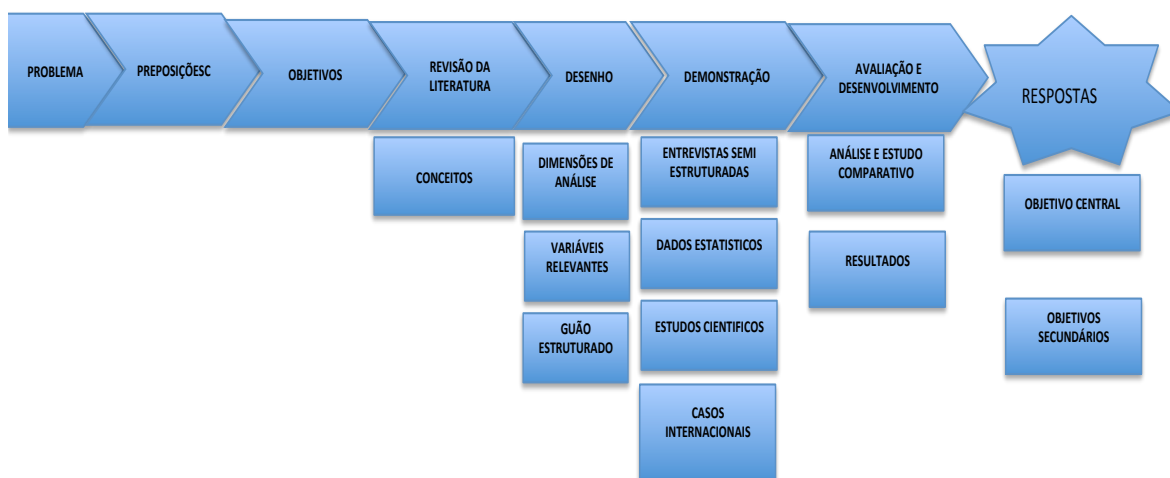 PROBLEMA
PREPOSIÇÕESC
OBJETIVOS
REVISÃO DA
LITERATURA
DESENHO
DEMONSTRAÇÃO
AVALIAÇÃO E
DESENVOLVIMENTO
RESPOSTAS
CONCEITOS
DIMENSÕES DE
ANÁLISE
VARIÁVEIS
RELEVANTES
GUÃO
ESTRUTURADO
ENTREVISTAS SEMI
ESTRUTURADAS
DADOS ESTATISTICOS
ESTUDOS CIENTIFICOS
CASOS
INTERNACIONAIS
ANÁLISE E ESTUDO
COMPARATIVO
RESULTADOS
OBJETIVO CENTRAL
OBJETIVOS
SECUNDÁRIOS